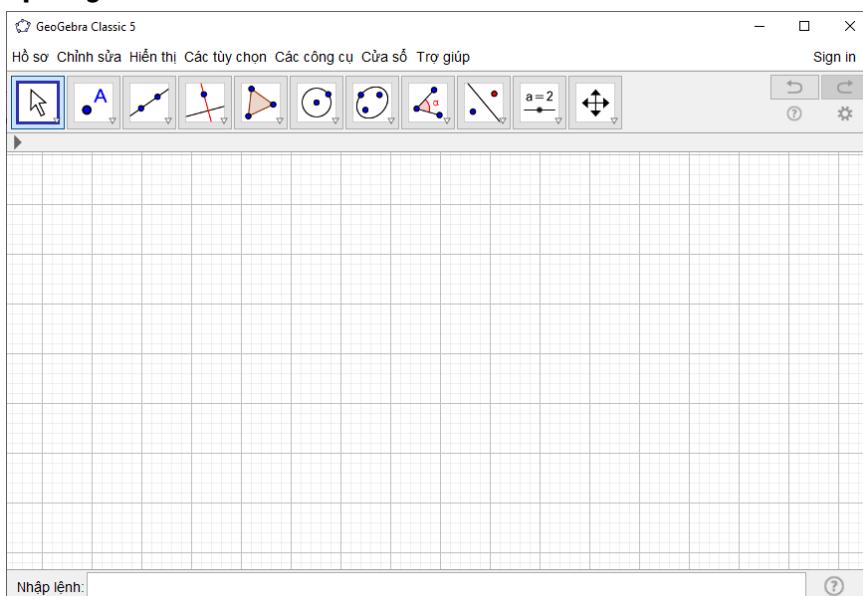 GeoGebra Classic 5
Hồ sơ Chỉnh sửa Hiển thị Các tùy chọn Các công cụ Cửa sổ Trợ giúp Sign in
A α a=2
Nhập lệnh: